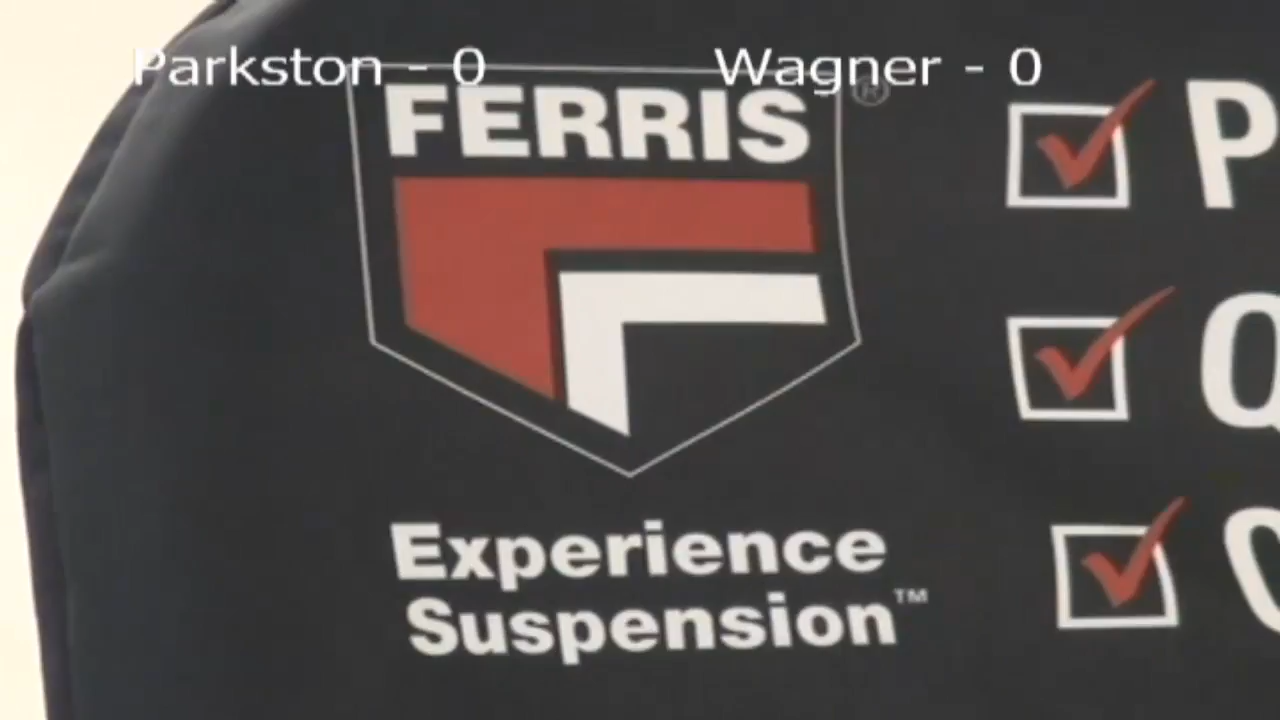 Parkston - 0 Wagner - 0
FERRIS ®
P
Q
Experience
Suspension™